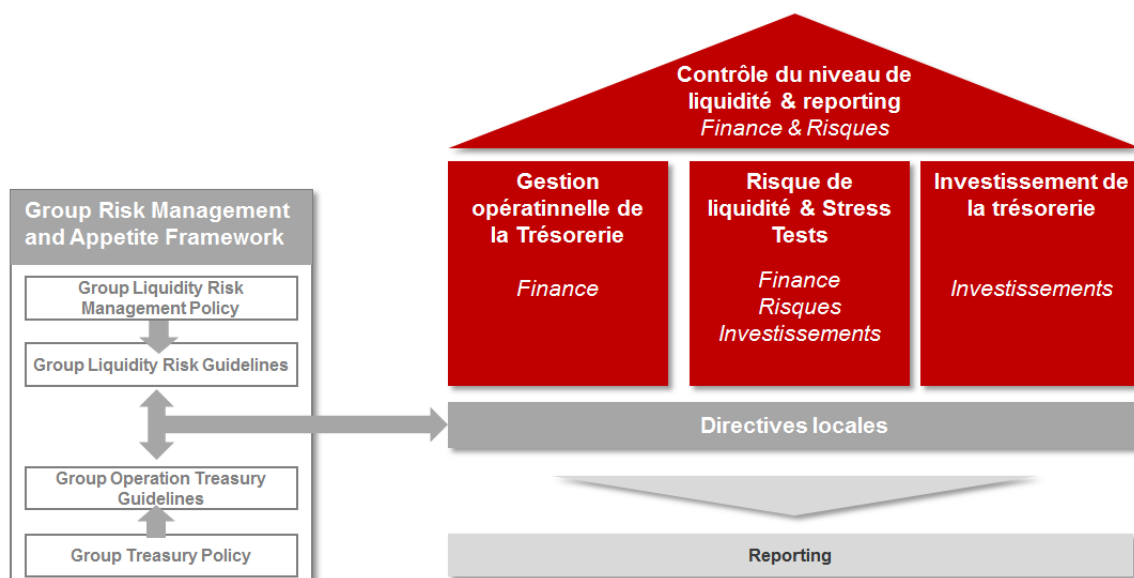 Contrôle du niveau de
liquidité & reporting
Finance & Risques
Gestion
opératinnelle de
la Trésorerie
Finance
Risque de
liquidité & Stress
Tests
Finance
Risques
Investissements
Investissement de
la trésorerie
Investissements
Group Risk Management
and Appetite Framework
Group Liquidity Risk
Management Policy
Group Liquidity Risk Guidelines
Group Operation Treasury
Guidelines
Group Treasury Policy
Directives locales
Reporting